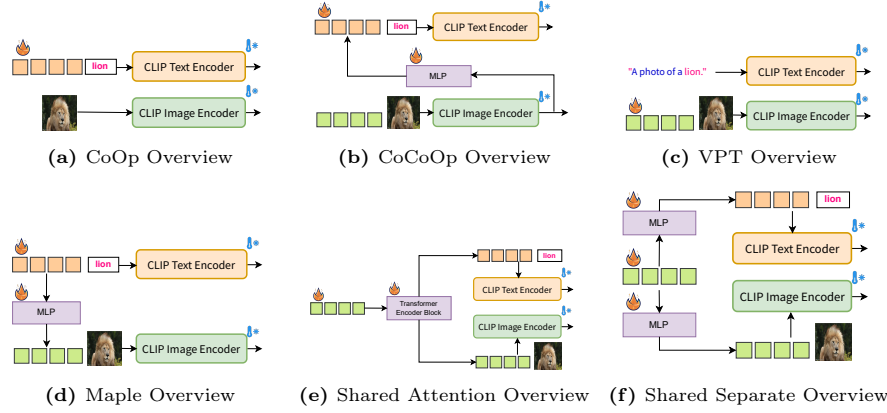 lion
CLIP Text Encoder
CLIP Image Encoder
(a) CoOp Overview
lion
CLIP Text Encoder
MLP
CLIP Image Encoder
(b) CoCoOp Overview
"A photo of a lion."
CLIP Text Encoder
CLIP Image Encoder
(c) VPT Overview
lion
CLIP Text Encoder
MLP
CLIP Image Encoder
(d) Maple Overview
lion
CLIP Text Encoder
Transformer
Encoder Block
CLIP Image Encoder
(e) Shared Attention Overview
lion
MLP
CLIP Text Encoder
CLIP Image Encoder
MLP
(f) Shared Separate Overview